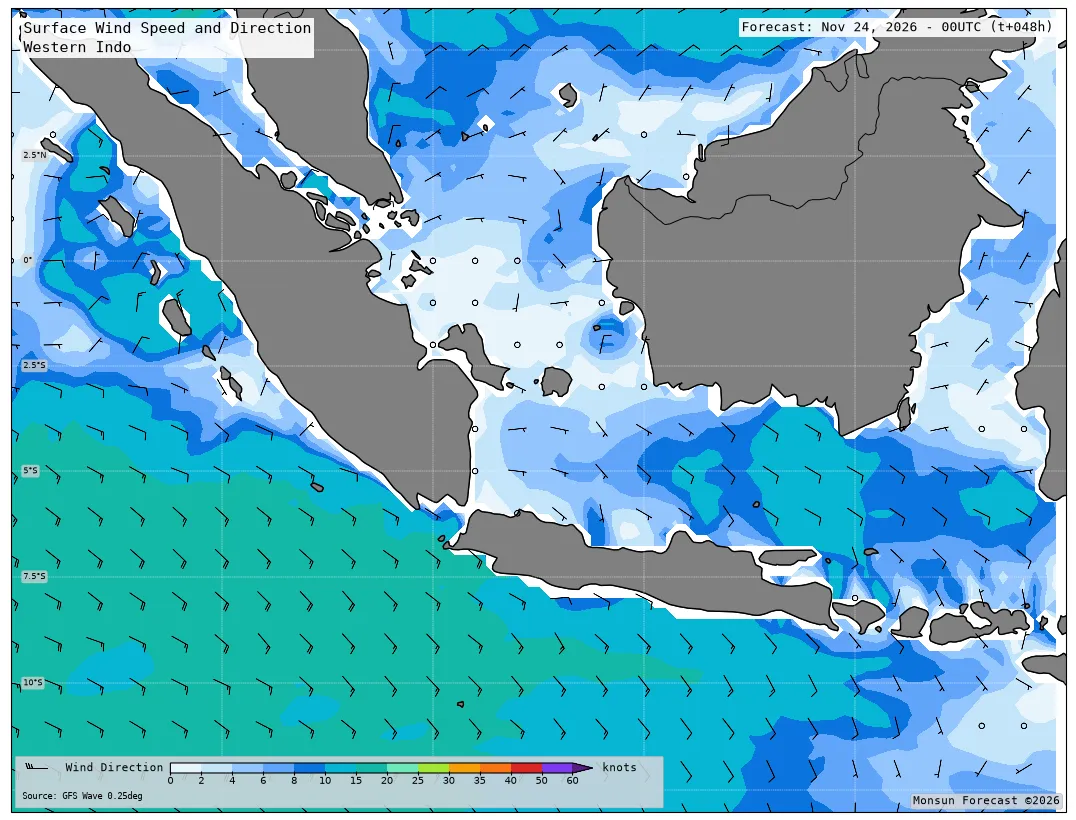 Surface Wind Speed and Direction
Western Indo
Forecast: Nov 24, 2026 - 00UTC (t+048h)
2.5°N
0°
2.5°S
5°S
7.5°S
10°S
Wind Direction
0 2 4 6 8 10 15 20 25 30 35 40 50 60
knots
Source: GFS Wave 0.25deg
Monsun Forecast ©2026